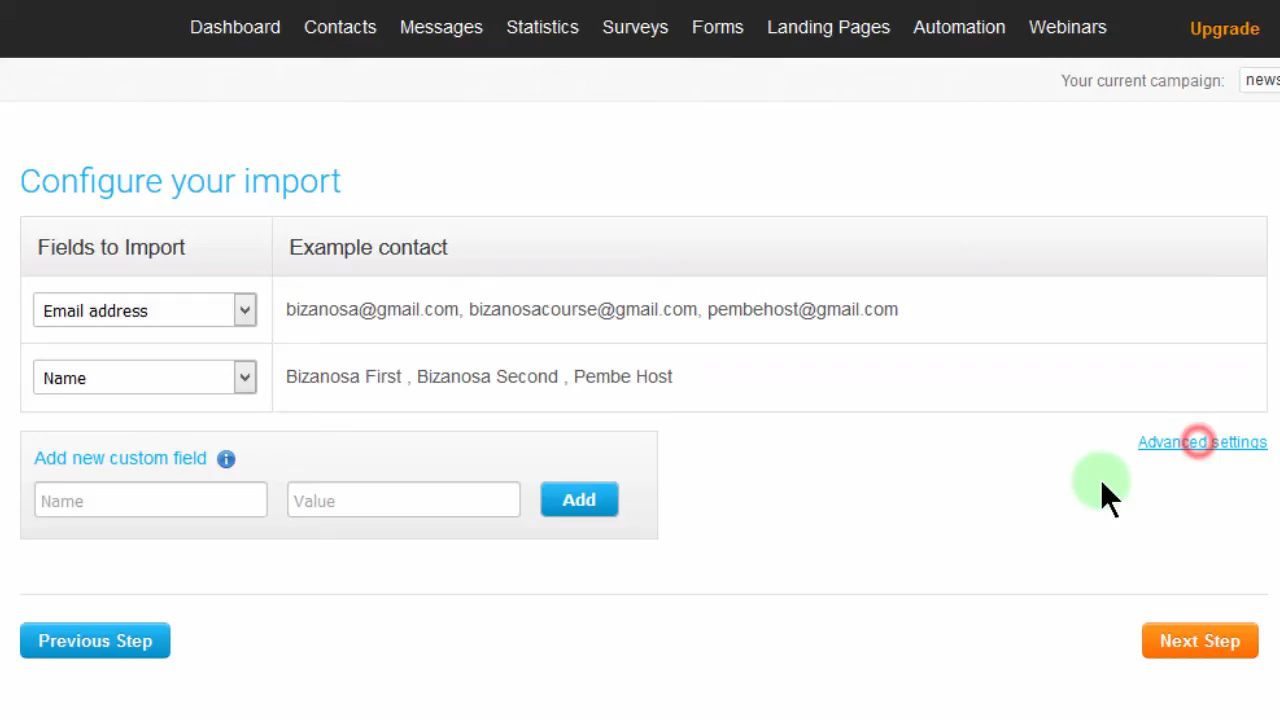 Dashboard Contacts Messages Statistics Surveys Forms Landing Pages Automation Webinars Upgrade
Your current campaign: news
Configure your import
Fields to Import Example contact
Email address bizanosa@gmail.com, bizanosacourse@gmail.com, pembehost@gmail.com
Name Bizanosa First , Bizanosa Second , Pembe Host
Advanced settings
Add new custom field i
Name Value Add
Previous Step Next Step